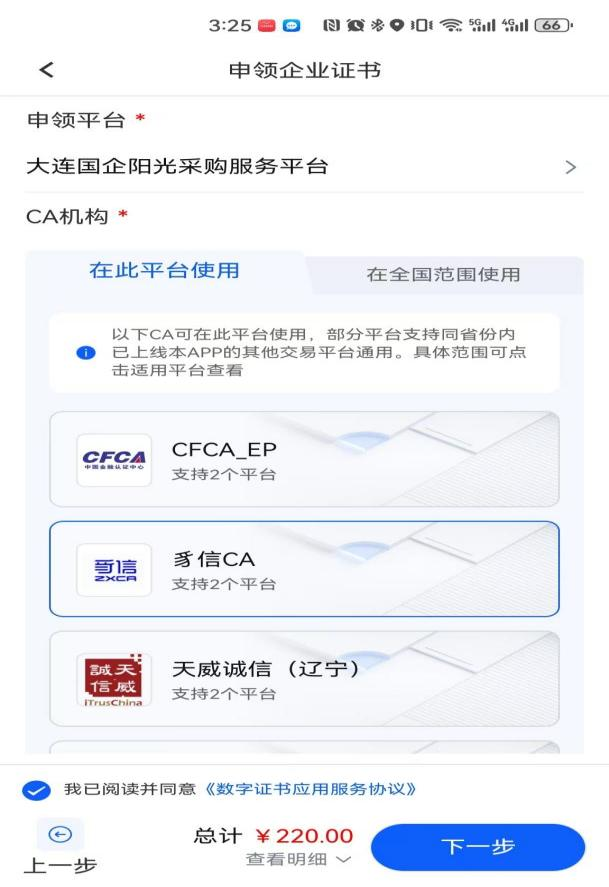 3:25
5G
4G
66
申领企业证书
申领平台 *
大连国企阳光采购服务平台
CA机构 *
在此平台使用
在全国范围使用
以下CA可在此平台使用，部分平台支持同省份内
已上线本APP的其他交易平台通用。具体范围可点
击适用平台查看
CFCA
中国金融认证中心
CFCA_EP
支持2个平台
豸信
ZXCA
豸信CA
支持2个平台
誠天
信威
iTrusChina
天威诚信（辽宁）
支持2个平台
我已阅读并同意《数字证书应用服务协议》
上一步
总计 ￥220.00
查看明细
下一步